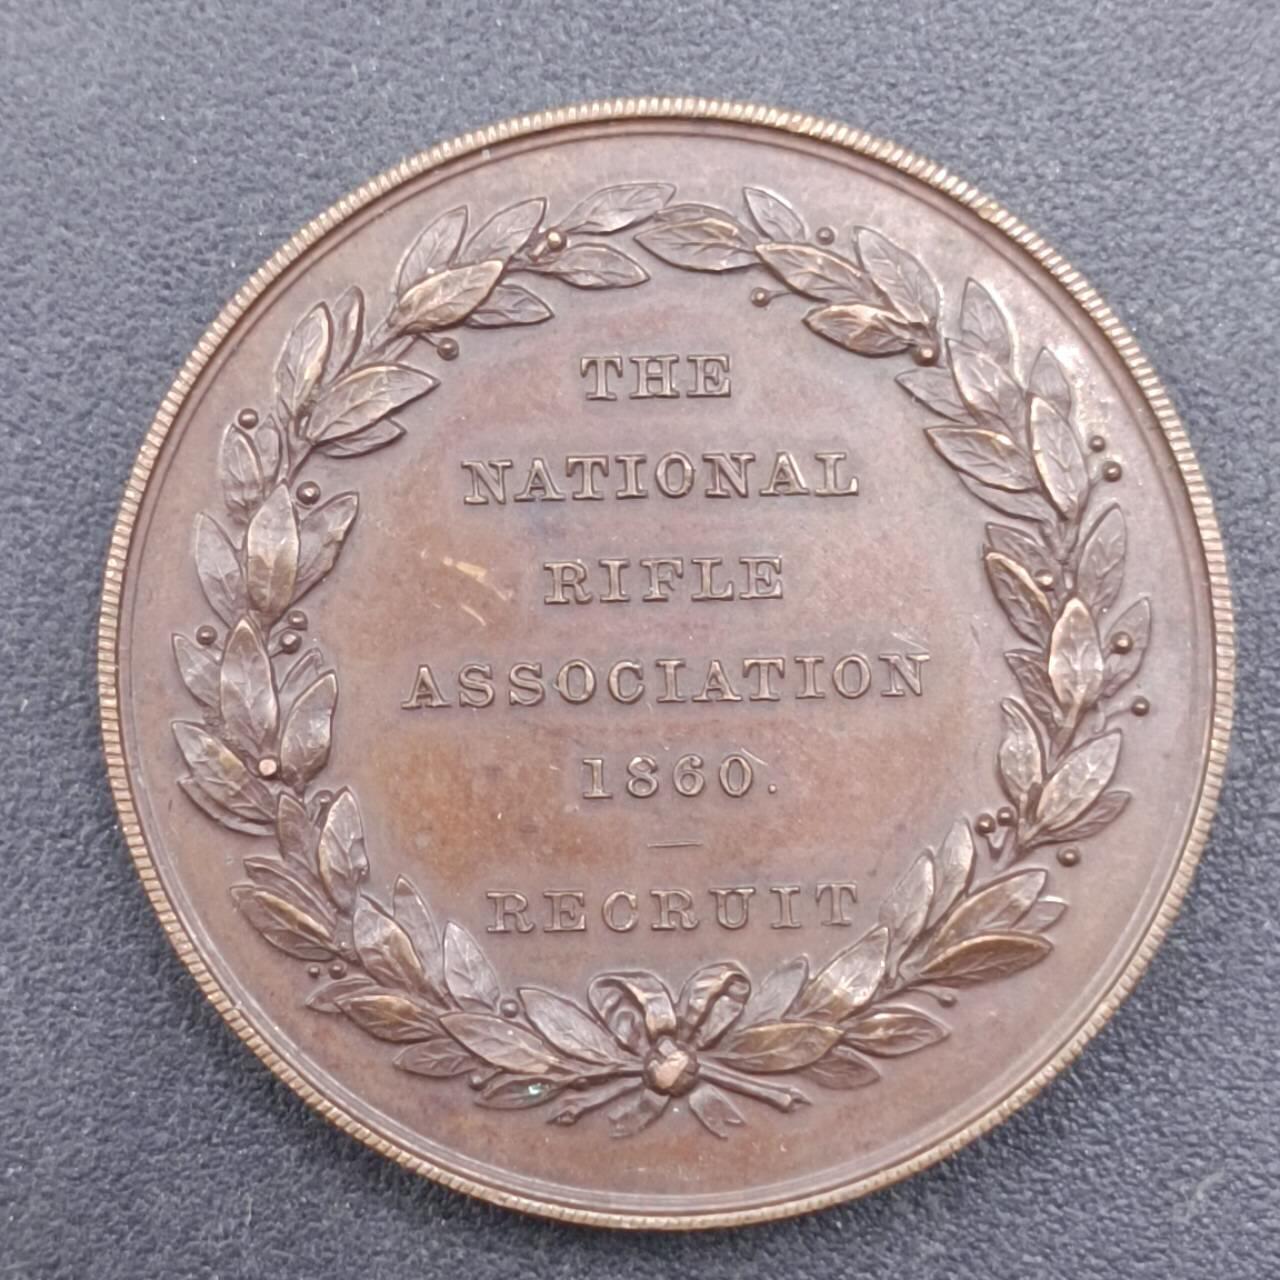 THE
NATIONAL
RIFLE
ASSOCIATION
1860.
RECRUIT